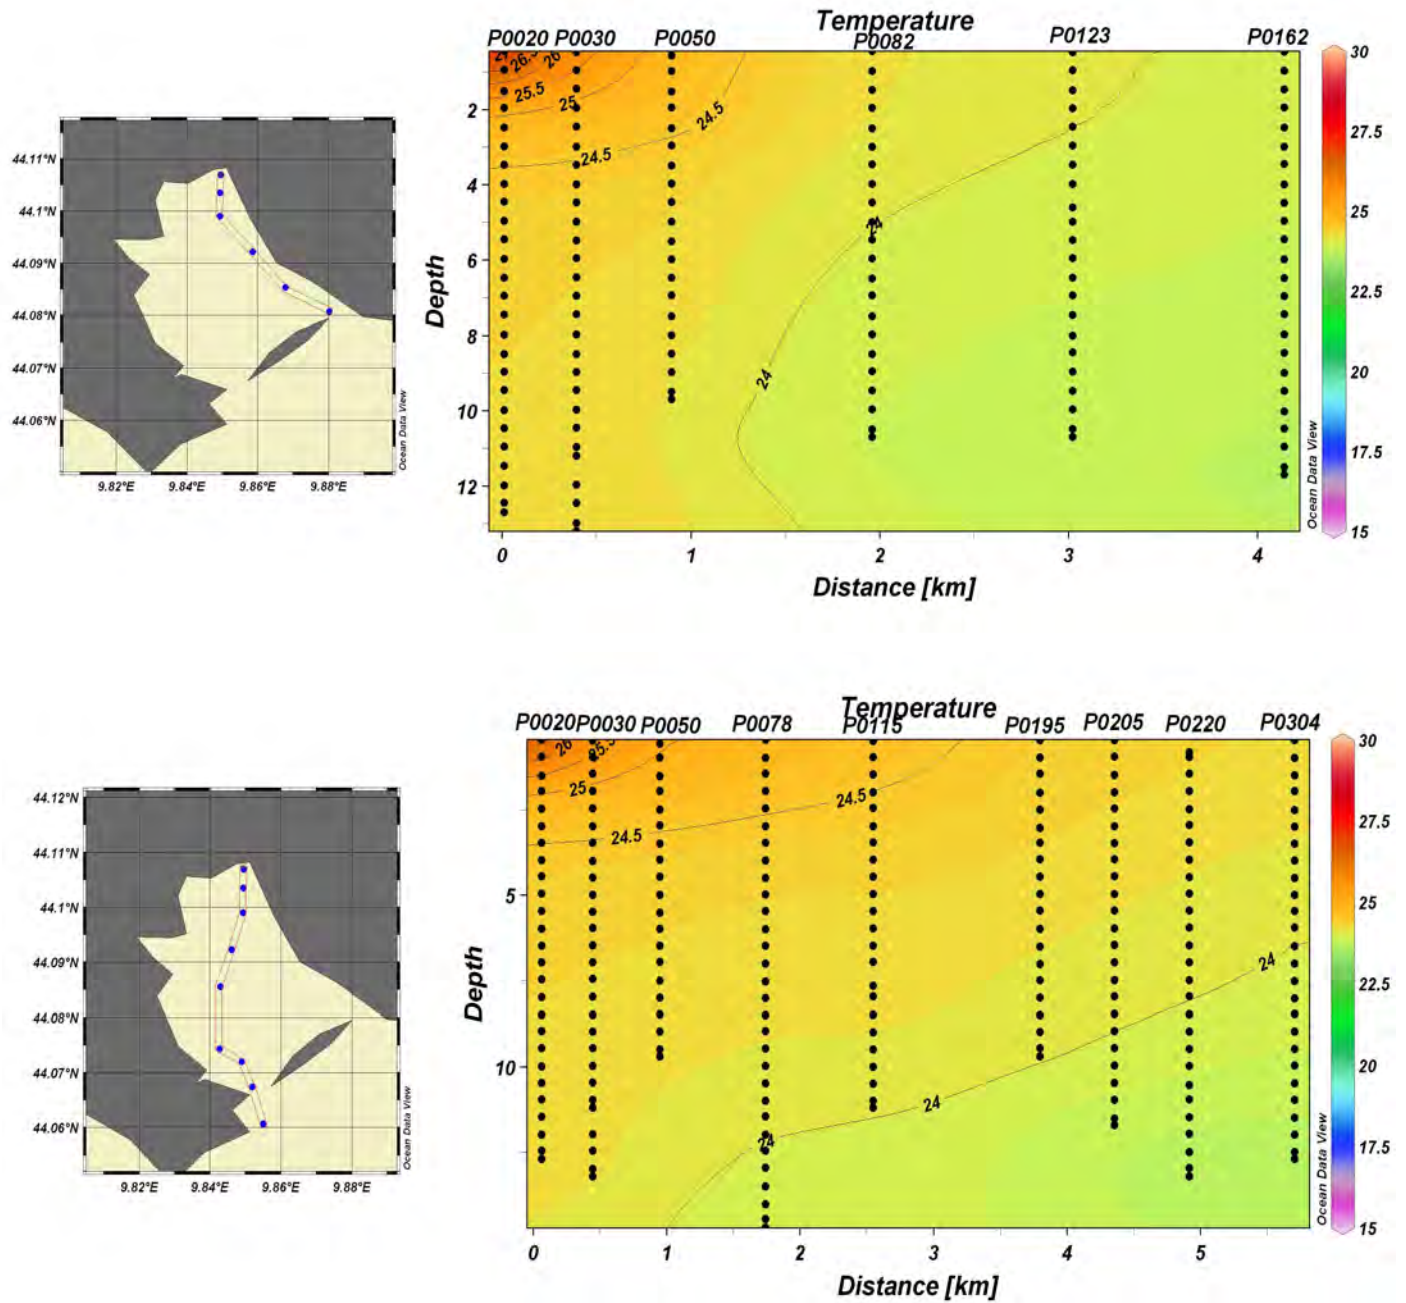 Temperature
P0020 P0030 P0050 P0082 P0123 P0162
26.5 26
25.5
25
24.5
24.5
24
24
2
4
6
8
10
12
Depth
0 1 2 3 4
Distance [km]
30
27.5
25
22.5
20
17.5
15
Ocean Data View
44.11°N
44.1°N
44.09°N
44.08°N
44.07°N
44.06°N
9.82°E 9.84°E 9.86°E 9.88°E
Ocean Data View
Temperature
P0020 P0030 P0050 P0078 P0115 P0195 P0205 P0220 P0304
26 25.5
25
24.5
24.5
24
24
24
5
10
Depth
0 1 2 3 4 5
Distance [km]
30
27.5
25
22.5
20
17.5
15
Ocean Data View
44.12°N
44.11°N
44.1°N
44.09°N
44.08°N
44.07°N
44.06°N
9.82°E 9.84°E 9.86°E 9.88°E
Ocean Data View